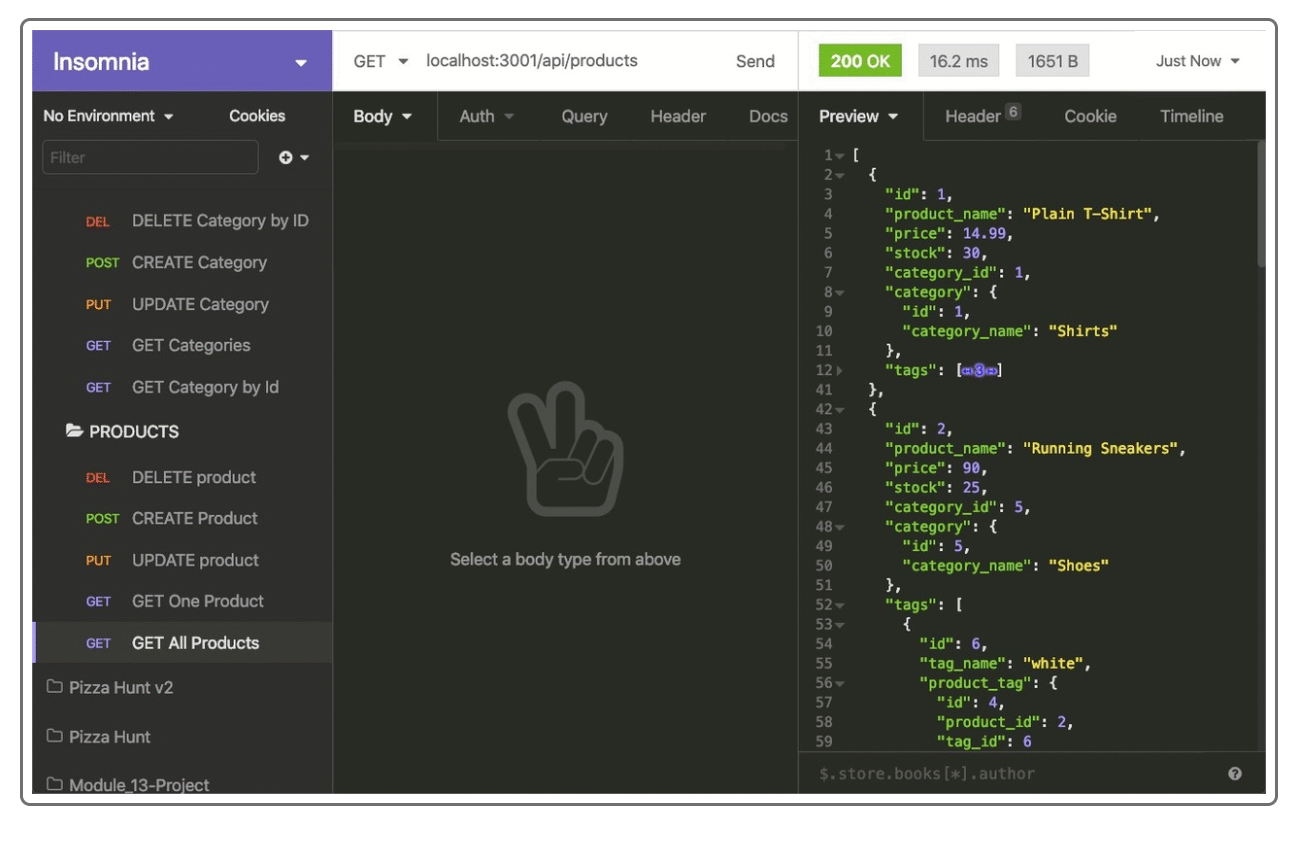 Insomnia
No Environment
Cookies
Filter
DEL DELETE Category by ID
POST CREATE Category
PUT UPDATE Category
GET GET Categories
GET GET Category by Id
PRODUCTS
DEL DELETE product
POST CREATE Product
PUT UPDATE product
GET GET One Product
GET GET All Products
Pizza Hunt v2
Pizza Hunt
Module_13-Project
GET localhost:3001/api/products Send
Body Auth Query Header Docs
Select a body type from above
200 OK 16.2 ms 1651 B Just Now
Preview Header 6 Cookie Timeline
1 [
2 {
3 "id": 1,
4 "product_name": "Plain T-Shirt",
5 "price": 14.99,
6 "stock": 30,
7 "category_id": 1,
8 "category": {
9 "id": 1,
10 "category_name": "Shirts"
11 },
12 "tags": [↔3↔]
41 },
42 {
43 "id": 2,
44 "product_name": "Running Sneakers",
45 "price": 90,
46 "stock": 25,
47 "category_id": 5,
48 "category": {
49 "id": 5,
50 "category_name": "Shoes"
51 },
52 "tags": [
53 {
54 "id": 6,
55 "tag_name": "white",
56 "product_tag": {
57 "id": 4,
58 "product_id": 2,
59 "tag_id": 6
$.store.books[*].author